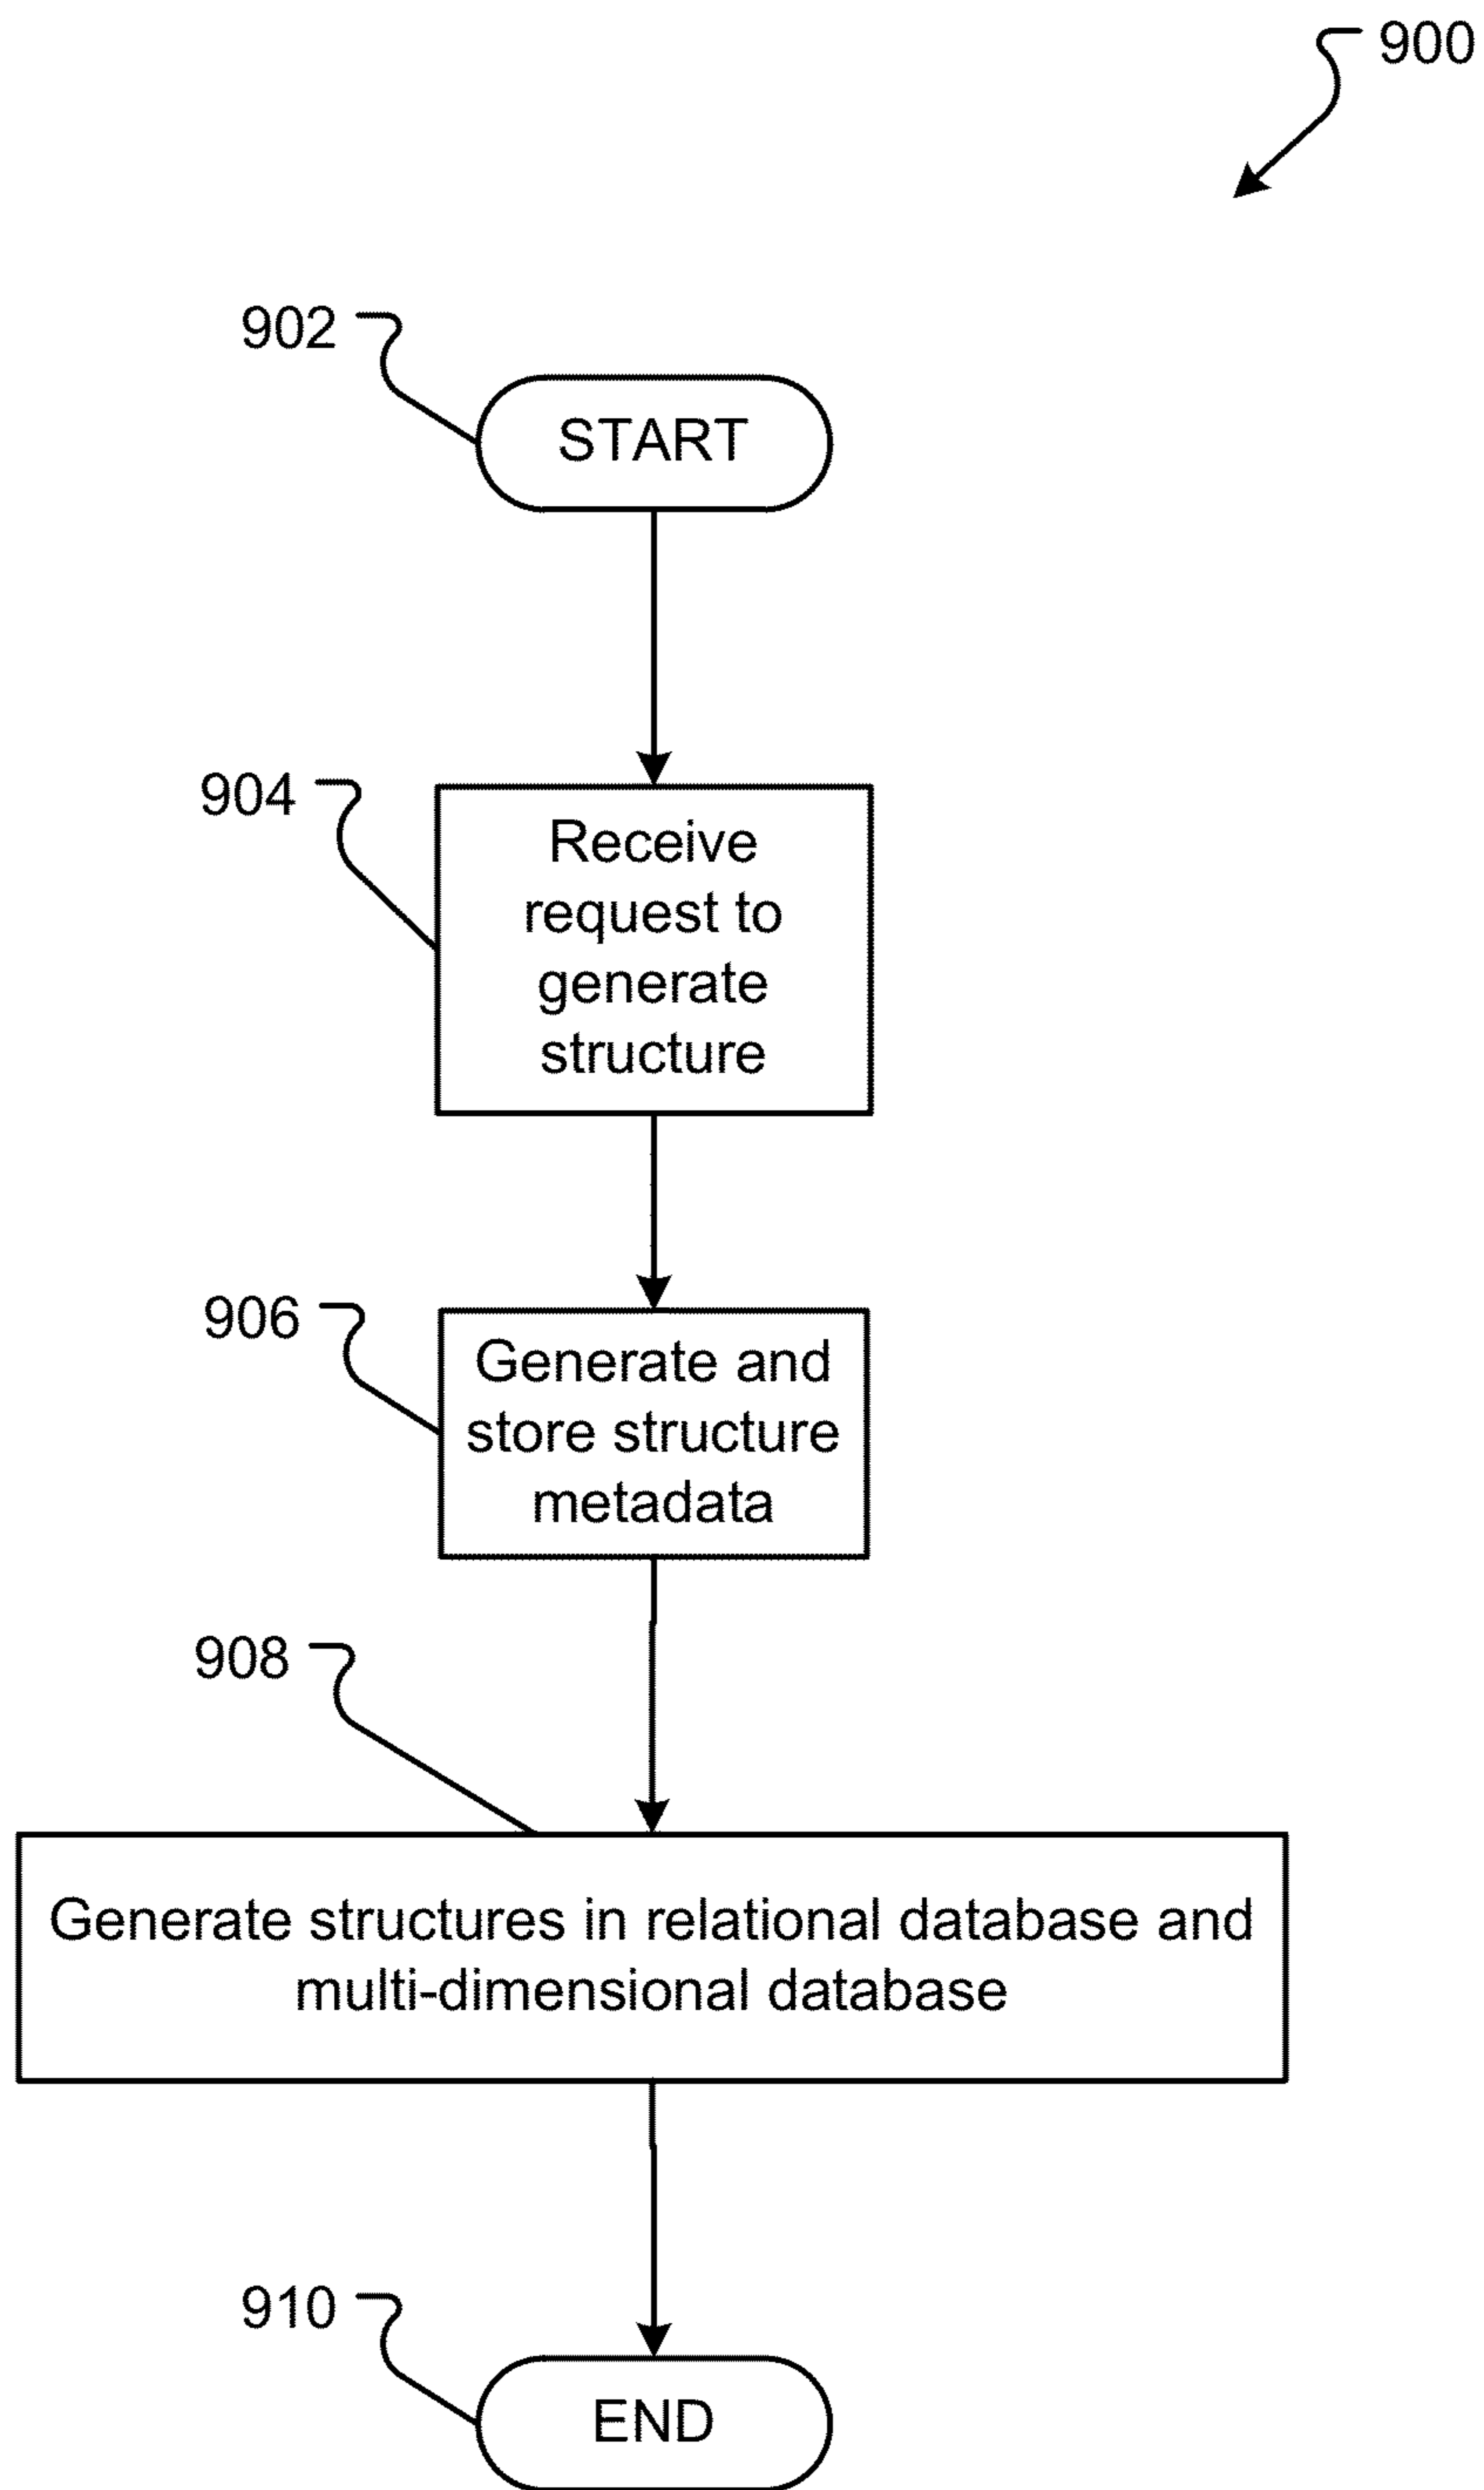 900
902
START
904
Receive
request to
generate
structure
906
Generate and
store structure
metadata
908
Generate structures in relational database and
multi-dimensional database
910
END